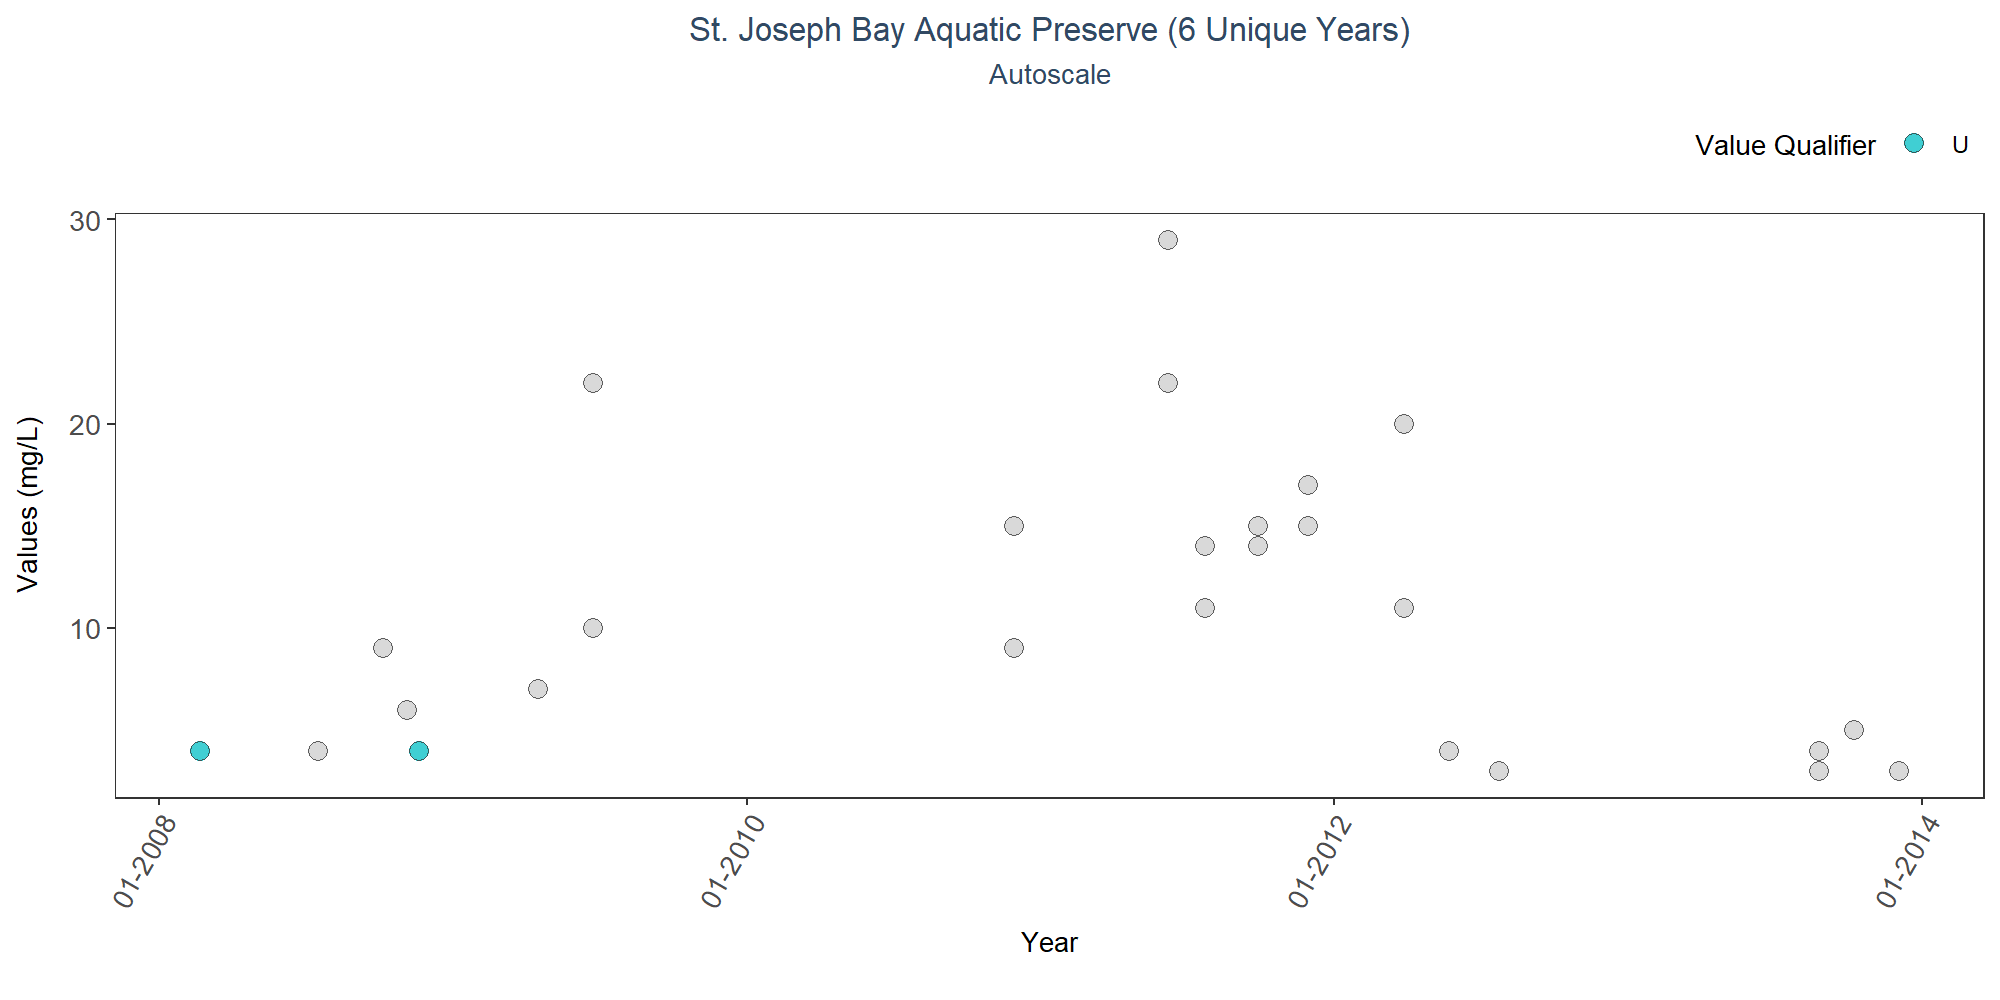 St. Joseph Bay Aquatic Preserve (6 Unique Years)
Autoscale
Value Qualifier U
30
20
10
Values (mg/L)
01-2008
01-2010
01-2012
01-2014
Year